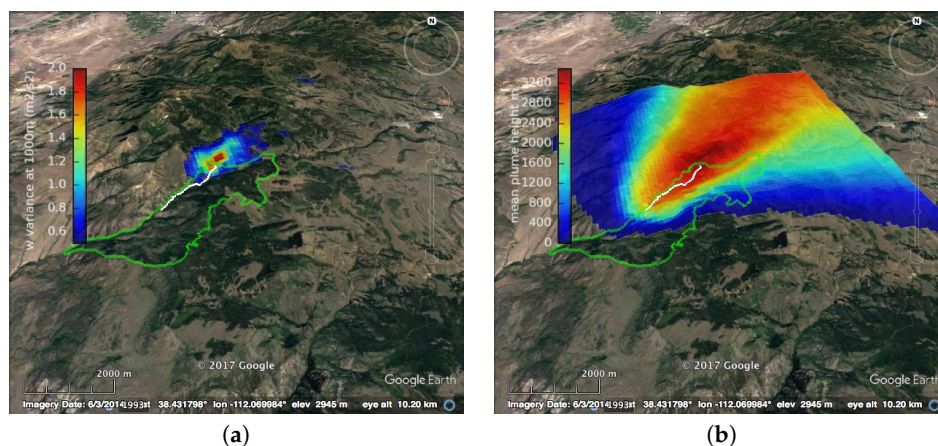 N
w variance at 1000m (m2/s2)
2.0
1.8
1.6
1.4
1.2
1.0
0.8
0.6
© 2017 Google
2000 m
Google Earth
Imagery Date: 6/3/2014 1993 lat 38.431798° lon -112.069984° elev 2945 m eye alt 10.20 km
(a)
N
mean plume height m
3200
2800
2400
2000
1600
1200
800
400
0
© 2017 Google
2000 m
Google Earth
Imagery Date: 6/3/2014 1993 lat 38.431798° lon -112.069984° elev 2945 m eye alt 10.20 km
(b)